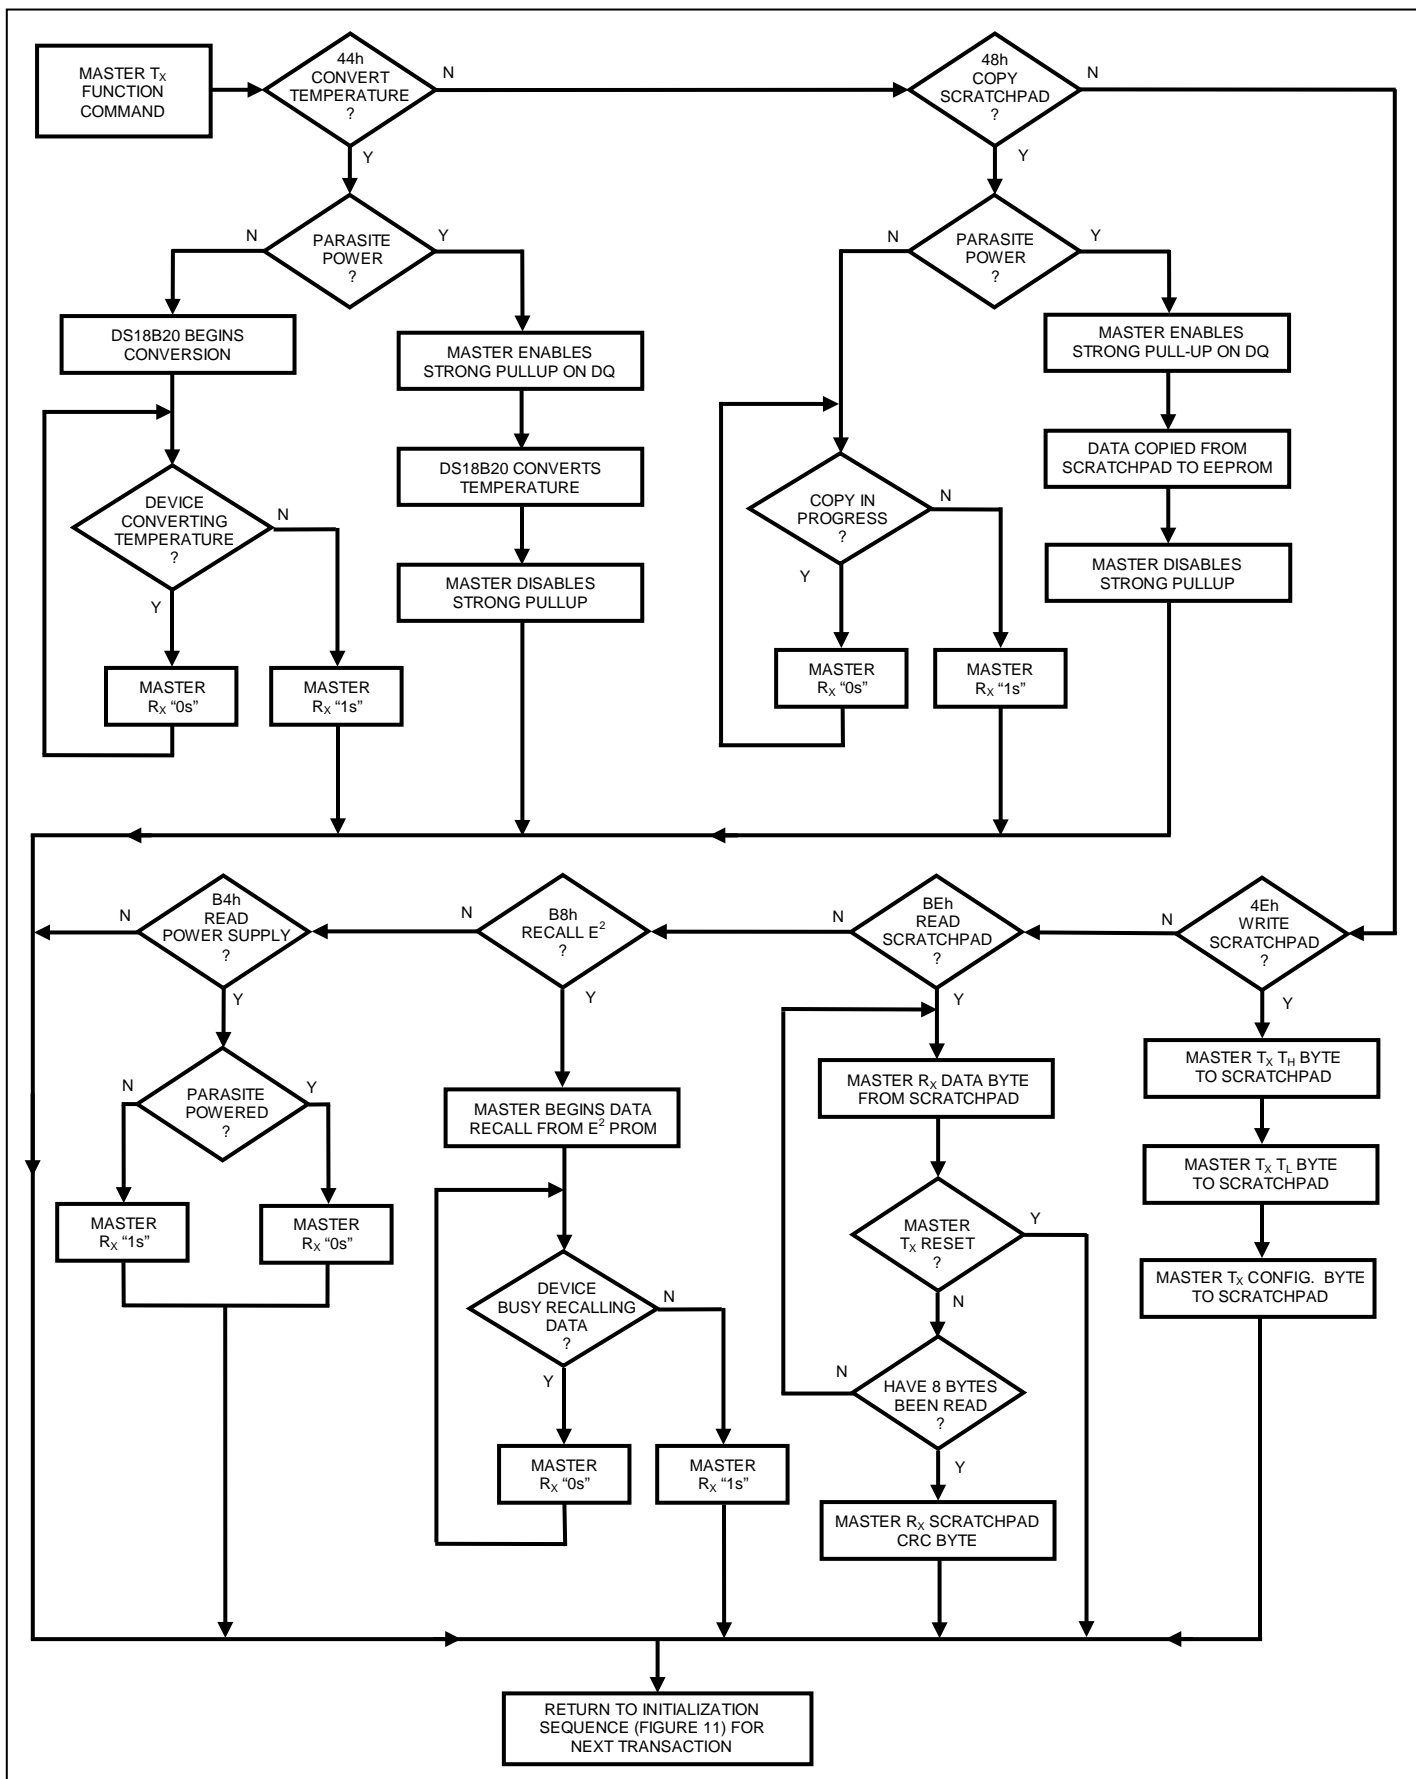 MASTER TX
FUNCTION
COMMAND
44h
CONVERT
TEMPERATURE
?
N
Y
48h
COPY
SCRATCHPAD
?
N
Y
PARASITE
POWER
?
N
Y
PARASITE
POWER
?
N
Y
DS18B20 BEGINS
CONVERSION
MASTER ENABLES
STRONG PULLUP ON DQ
MASTER ENABLES
STRONG PULL-UP ON DQ
DEVICE
CONVERTING
TEMPERATURE
?
N
Y
DS18B20 CONVERTS
TEMPERATURE
COPY IN
PROGRESS
?
N
Y
DATA COPIED FROM
SCRATCHPAD TO EEPROM
MASTER DISABLES
STRONG PULLUP
MASTER DISABLES
STRONG PULLUP
MASTER
RX “0s”
MASTER
RX “1s”
MASTER
RX “0s”
MASTER
RX “1s”
B4h
READ
POWER SUPPLY
?
N
Y
B8h
RECALL E2
?
N
Y
BEh
READ
SCRATCHPAD
?
N
Y
4Eh
WRITE
SCRATCHPAD
?
N
Y
PARASITE
POWERED
?
N
Y
MASTER BEGINS DATA
RECALL FROM E2 PROM
MASTER RX DATA BYTE
FROM SCRATCHPAD
MASTER TX TH BYTE
TO SCRATCHPAD
MASTER TX TL BYTE
TO SCRATCHPAD
MASTER
RX “1s”
MASTER
RX “0s”
MASTER
TX RESET
?
Y
N
MASTER TX CONFIG. BYTE
TO SCRATCHPAD
DEVICE
BUSY RECALLING
DATA
?
N
Y
HAVE 8 BYTES
BEEN READ
?
N
Y
MASTER
RX “0s”
MASTER
RX “1s”
MASTER RX SCRATCHPAD
CRC BYTE
RETURN TO INITIALIZATION
SEQUENCE (FIGURE 11) FOR
NEXT TRANSACTION